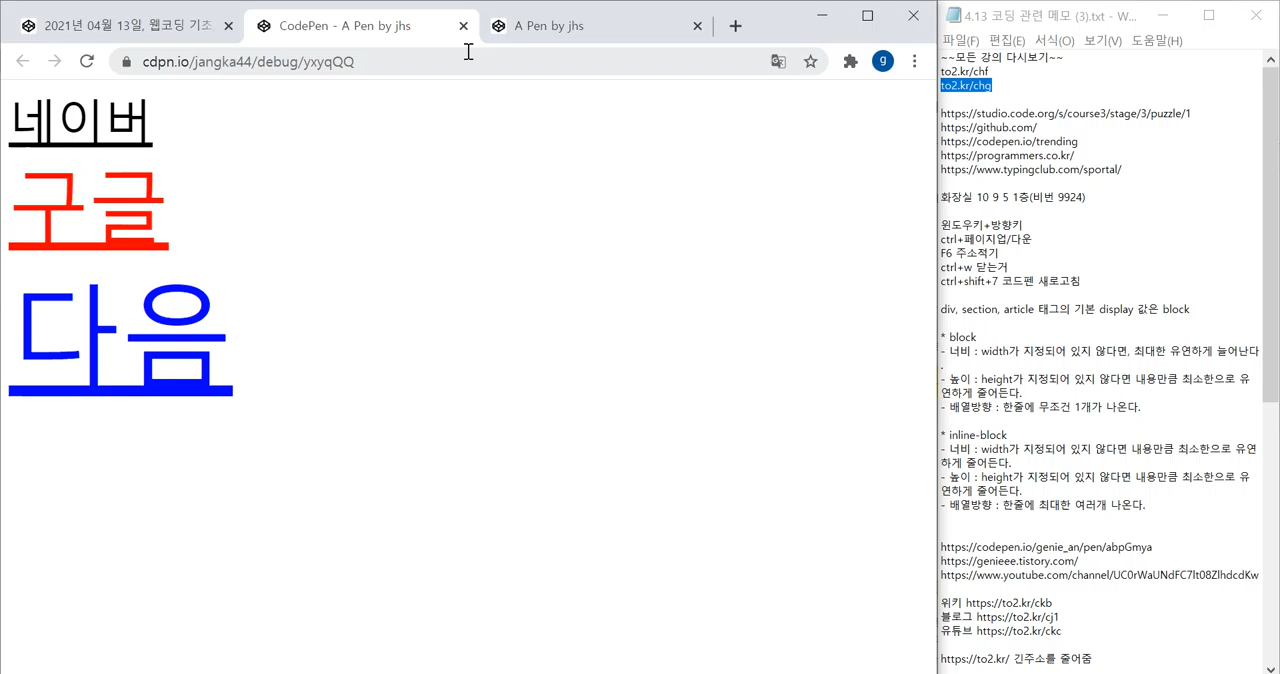 2021년 04월 13일, 웹코딩 기초
CodePen - A Pen by jhs
A Pen by jhs
cdpn.io/jangka44/debug/yxyqQQ
g
네이버
구글
다음
4.13 코딩 관련 메모 (3).txt - W...
파일(F) 편집(E) 서식(O) 보기(V) 도움말(H)
~~모든 강의 다시보기~~
to2.kr/chf
to2.kr/chg
https://studio.code.org/s/course3/stage/3/puzzle/1
https://github.com/
https://codepen.io/trending
https://programmers.co.kr/
https://www.typingclub.com/sportal/
화장실 10 9 5 1층(비번 9924)
윈도우키+방향키
ctrl+페이지업/다운
F6 주소적기
ctrl+w 닫는거
ctrl+shift+7 코드펜 새로고침
div, section, article 태그의 기본 display 값은 block
* block
- 너비 : width가 지정되어 있지 않다면, 최대한 유연하게 늘어난다
.
- 높이 : height가 지정되어 있지 않다면 내용만큼 최소한으로 유
연하게 줄어든다.
- 배열방향 : 한줄에 무조건 1개가 나온다.
* inline-block
- 너비 : width가 지정되어 있지 않다면 내용만큼 최소한으로 유연
하게 줄어든다.
- 높이 : height가 지정되어 있지 않다면 내용만큼 최소한으로 유
연하게 줄어든다.
- 배열방향 : 한줄에 최대한 여러개 나온다.
https://codepen.io/genie_an/pen/abpGmya
https://genieee.tistory.com/
https://www.youtube.com/channel/UC0rWaUNdFC7lt08ZlhdcdKw
위키 https://to2.kr/ckb
블로그 https://to2.kr/cj1
유튜브 https://to2.kr/ckc
https://to2.kr/ 긴주소를 줄어줌